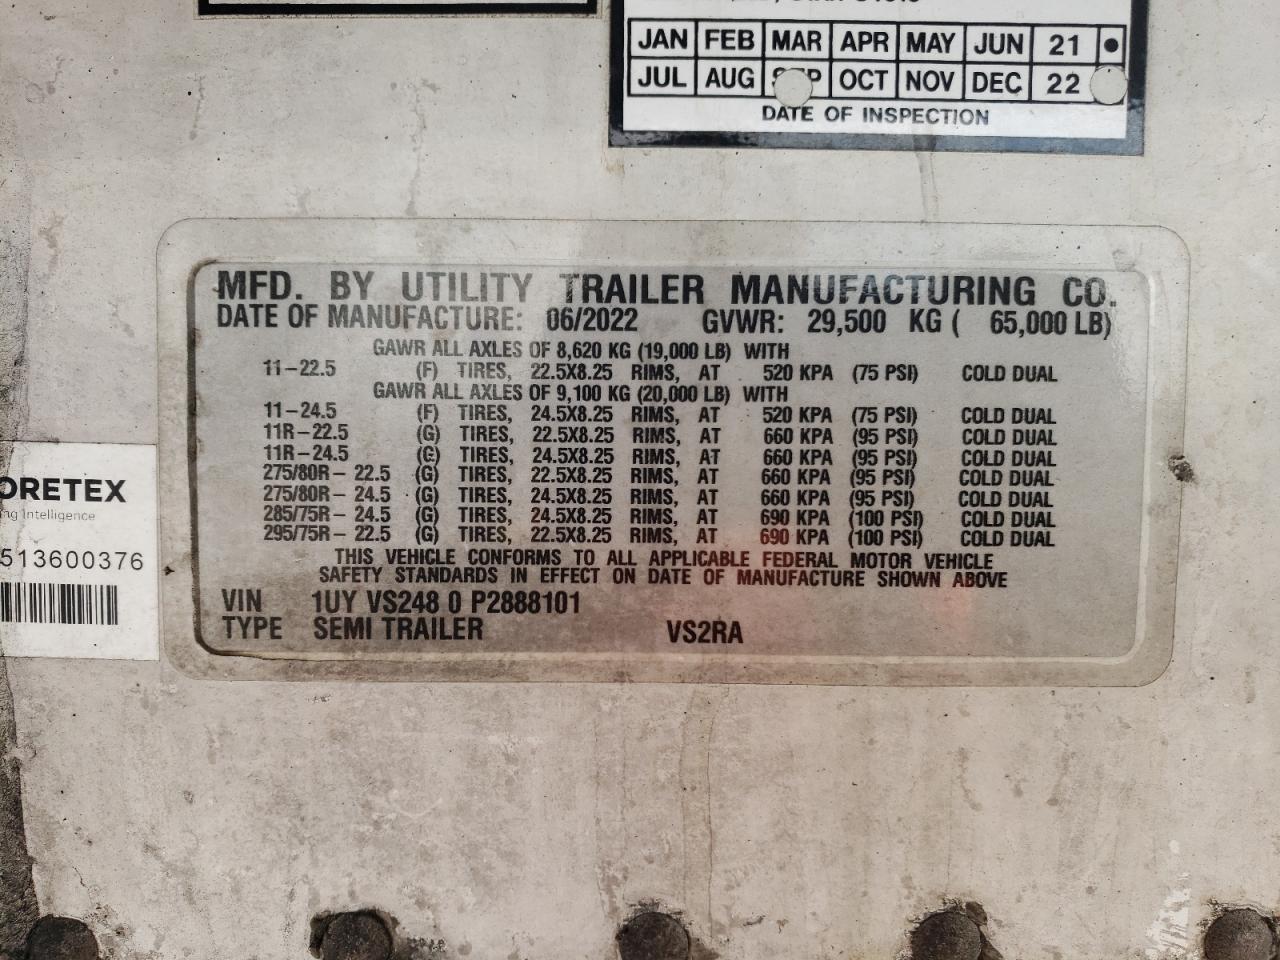 JAN FEB MAR APR MAY JUN 21
JUL AUG SEP OCT NOV DEC 22
DATE OF INSPECTION
MFD. BY UTILITY TRAILER MANUFACTURING CO.
DATE OF MANUFACTURE: 06/2022 GVWR: 29,500 KG ( 65,000 LB)
GAWR ALL AXLES OF 8,620 KG (19,000 LB) WITH
11-22.5 (F) TIRES, 22.5X8.25 RIMS, AT 520 KPA (75 PSI) COLD DUAL
GAWR ALL AXLES OF 9,100 KG (20,000 LB) WITH
11-24.5 (F) TIRES, 24.5X8.25 RIMS, AT 520 KPA (75 PSI) COLD DUAL
11R-22.5 (G) TIRES, 22.5X8.25 RIMS, AT 660 KPA (95 PSI) COLD DUAL
11R-24.5 (G) TIRES, 24.5X8.25 RIMS, AT 660 KPA (95 PSI) COLD DUAL
275/80R- 22.5 (G) TIRES, 22.5X8.25 RIMS, AT 660 KPA (95 PSI) COLD DUAL
275/80R- 24.5 (G) TIRES, 24.5X8.25 RIMS, AT 660 KPA (95 PSI) COLD DUAL
285/75R- 24.5 (G) TIRES, 24.5X8.25 RIMS, AT 690 KPA (100 PSI) COLD DUAL
295/75R- 22.5 (G) TIRES, 22.5X8.25 RIMS, AT 690 KPA (100 PSI) COLD DUAL
THIS VEHICLE CONFORMS TO ALL APPLICABLE FEDERAL MOTOR VEHICLE
SAFETY STANDARDS IN EFFECT ON DATE OF MANUFACTURE SHOWN ABOVE
VIN 1UY VS248 0 P2888101
TYPE SEMI TRAILER VS2RA
ORETEX
ng Intelligence
513600376